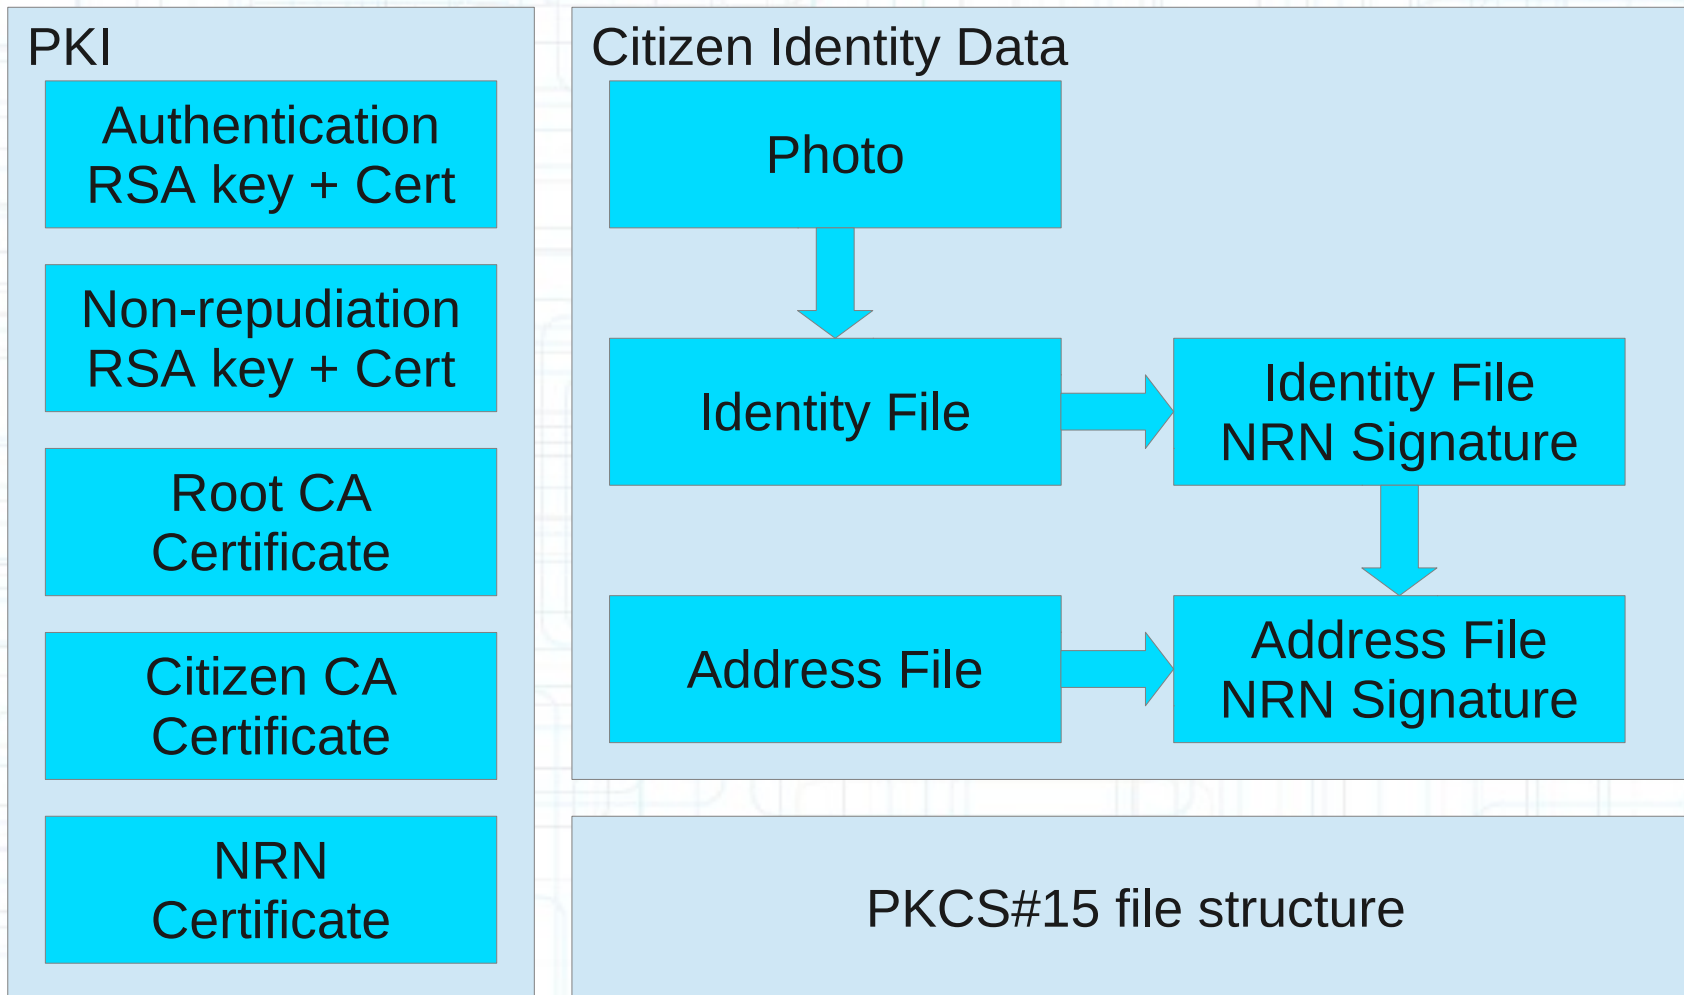 PKI
Authentication
RSA key + Cert
Non-repudiation
RSA key + Cert
Root CA
Certificate
Citizen CA
Certificate
NRN
Certificate
Citizen Identity Data
Photo
Identity File
Identity File
NRN Signature
Address File
Address File
NRN Signature
PKCS#15 file structure